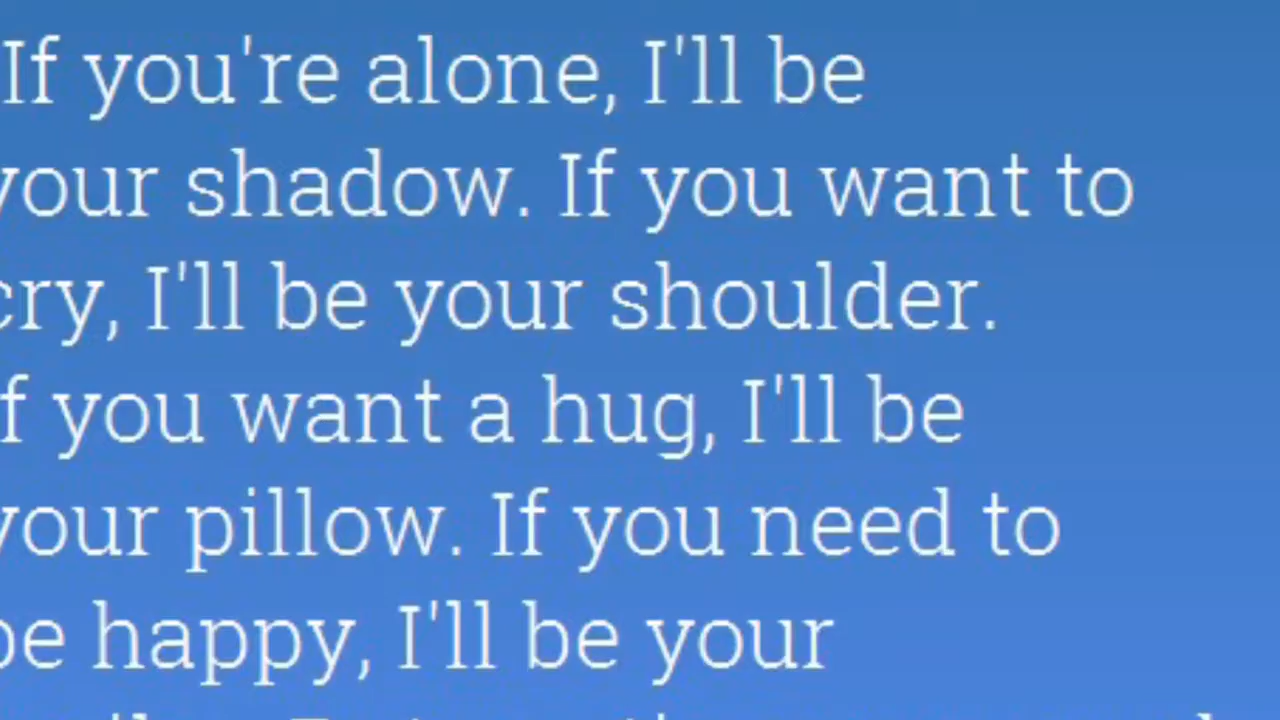 If you're alone, I'll be
your shadow. If you want to
cry, I'll be your shoulder.
If you want a hug, I'll be
your pillow. If you need to
be happy, I'll be your